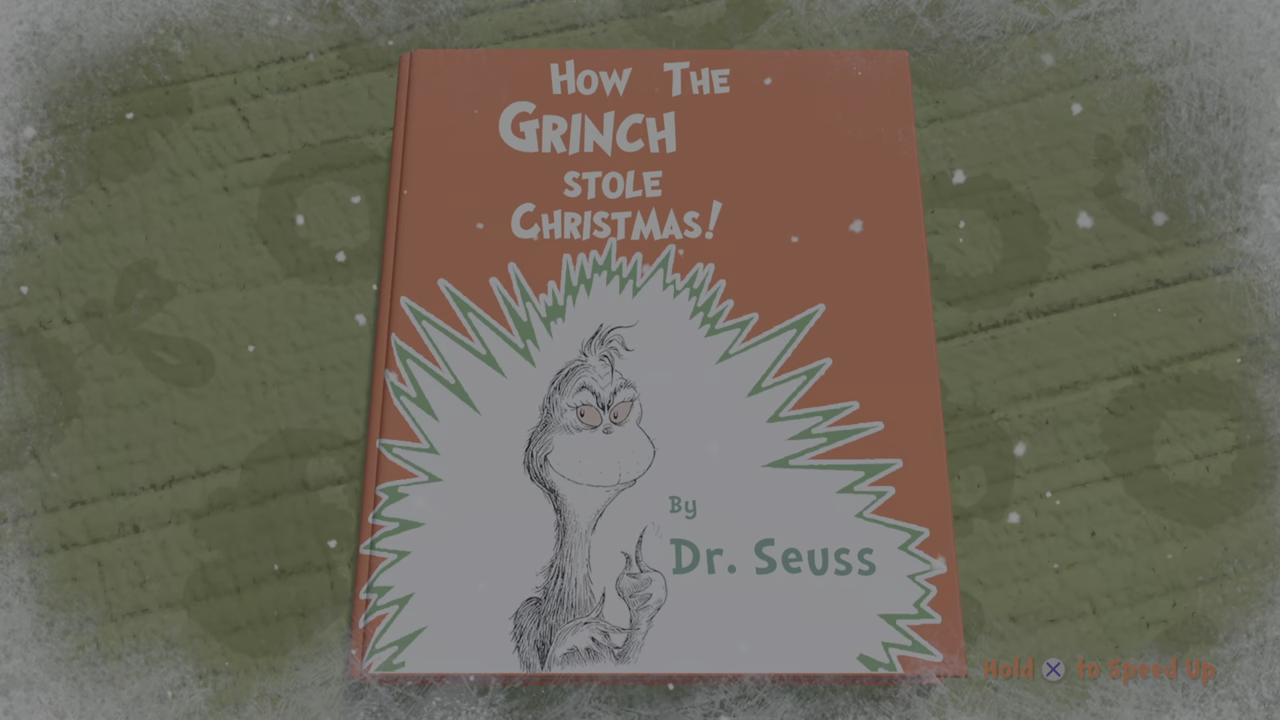 How The
Grinch
stole
Christmas!
By
Dr. Seuss
Hold ⓧ to Speed Up